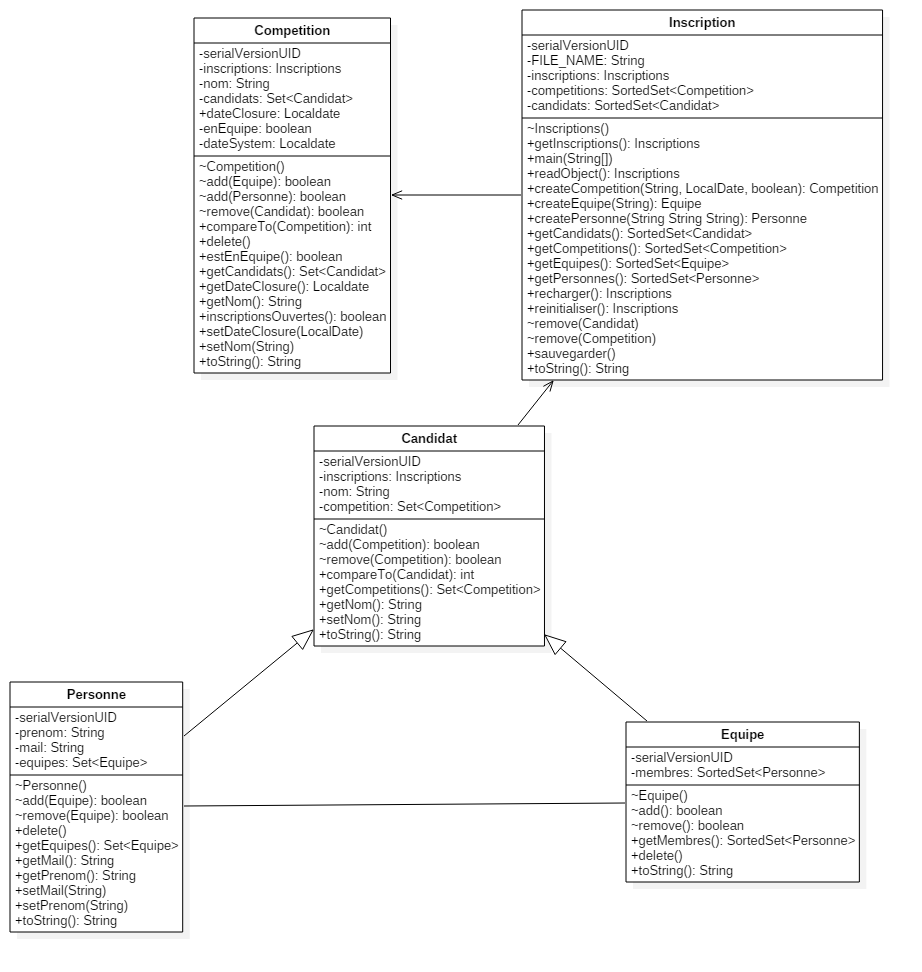 Competition
-serialVersionUID
-inscriptions: Inscriptions
-nom: String
-candidats: Set<Candidat>
+dateClosure: Localdate
-enEquipe: boolean
-dateSystem: Localdate
~Competition()
~add(Equipe): boolean
~add(Personne): boolean
~remove(Candidat): boolean
+compareTo(Competition): int
+delete()
+estEnEquipe(): boolean
+getCandidats(): Set<Candidat>
+getDateClosure(): Localdate
+getNom(): String
+inscriptionsOuvertes(): boolean
+setDateClosure(LocalDate)
+setNom(String)
+toString(): String
Inscription
-serialVersionUID
-FILE_NAME: String
-inscriptions: Inscriptions
-competitions: SortedSet<Competition>
-candidats: SortedSet<Candidat>
~Inscriptions()
+getInscriptions(): Inscriptions
+main(String[])
+readObject(): Inscriptions
+createCompetition(String, LocalDate, boolean): Competition
+createEquipe(String): Equipe
+createPersonne(String String String): Personne
+getCandidats(): SortedSet<Candidat>
+getCompetitions(): SortedSet<Competition>
+getEquipes(): SortedSet<Equipe>
+getPersonnes(): SortedSet<Personne>
+recharger(): Inscriptions
+reinitialiser(): Inscriptions
~remove(Candidat)
~remove(Competition)
+sauvegarder()
+toString(): String
Candidat
-serialVersionUID
-inscriptions: Inscriptions
-nom: String
-competition: Set<Competition>
~Candidat()
~add(Competition): boolean
~remove(Competition): boolean
+compareTo(Candidat): int
+getCompetitions(): Set<Competition>
+getNom(): String
+setNom(): String
+toString(): String
Personne
-serialVersionUID
-prenom: String
-mail: String
-equipes: Set<Equipe>
~Personne()
~add(Equipe): boolean
~remove(Equipe): boolean
+delete()
+getEquipes(): Set<Equipe>
+getMail(): String
+getPrenom(): String
+setMail(String)
+setPrenom(String)
+toString(): String
Equipe
-serialVersionUID
-membres: SortedSet<Personne>
~Equipe()
~add(): boolean
~remove(): boolean
+getMembres(): SortedSet<Personne>
+delete()
+toString(): String